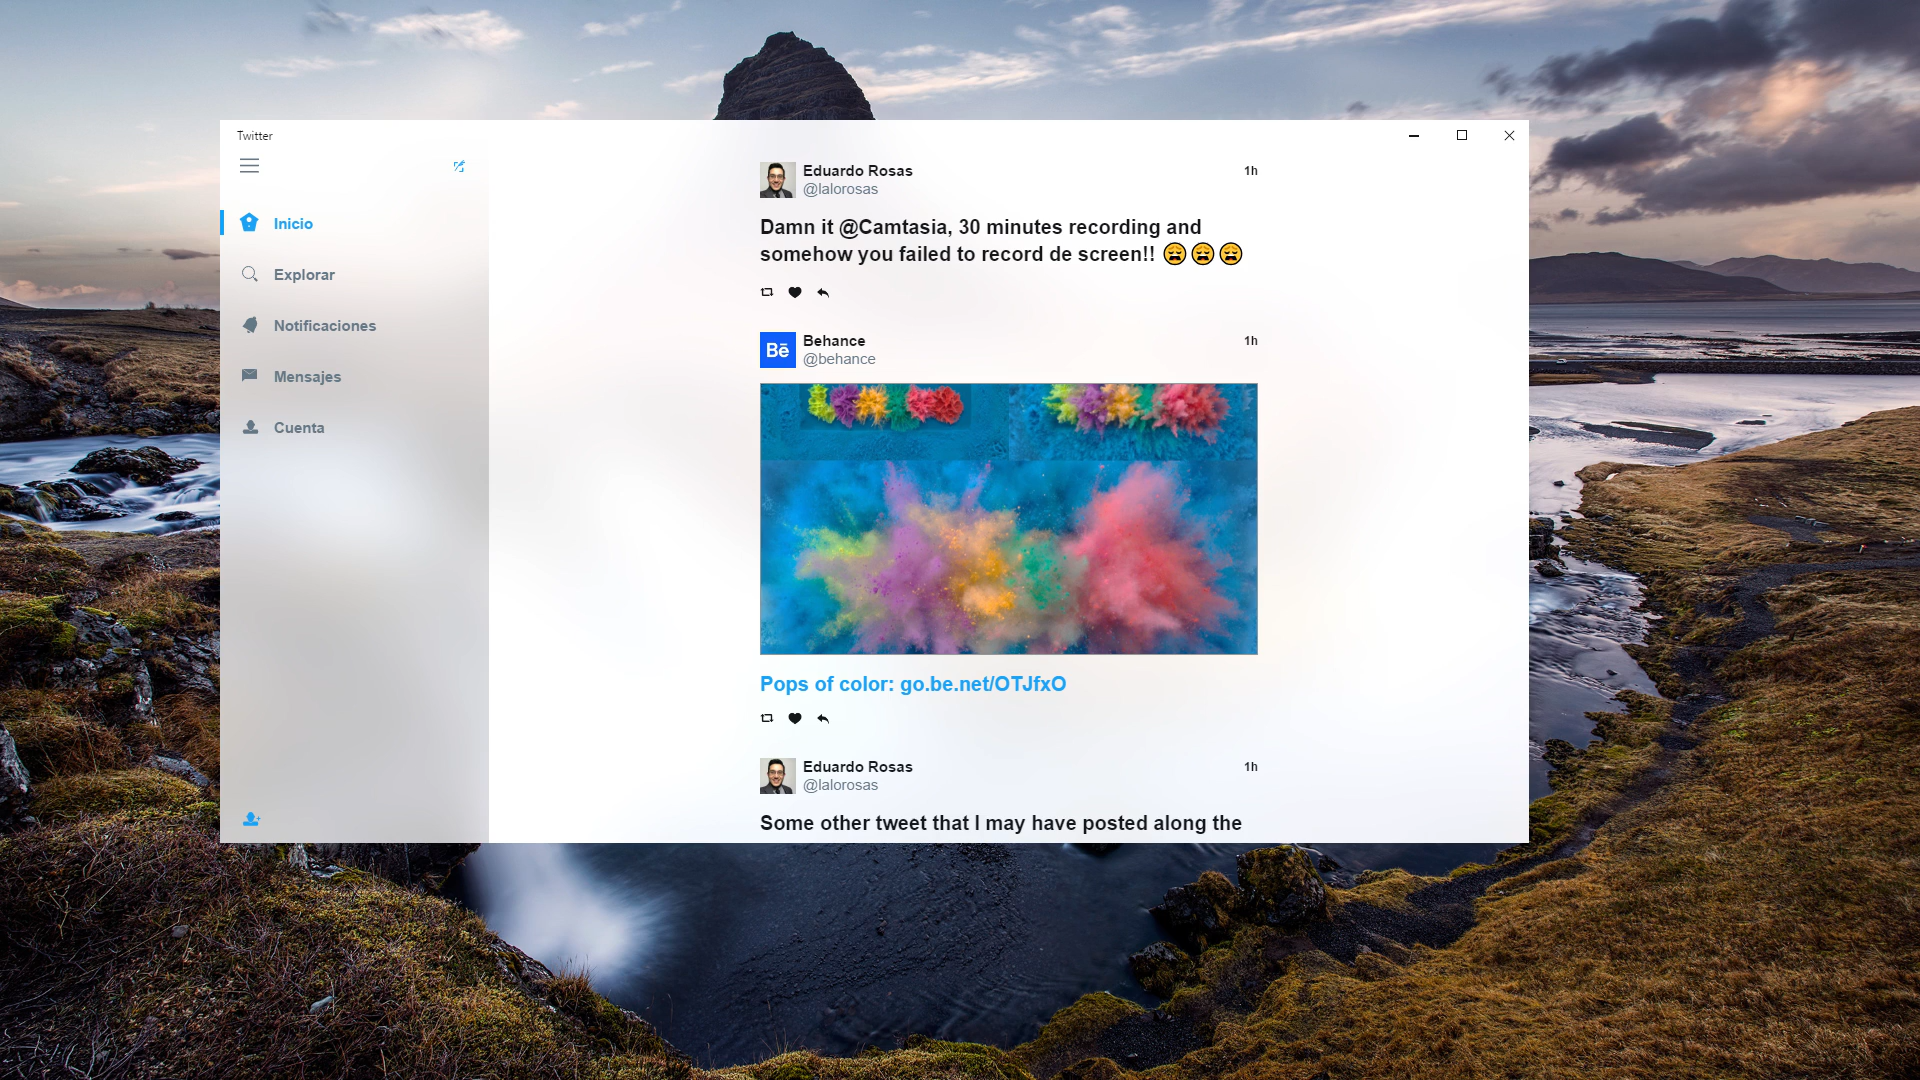 Twitter
Inicio
Explorar
Notificaciones
Mensajes
Cuenta
Eduardo Rosas
1h
@lalorosas
Damn it @Camtasia, 30 minutes recording and
somehow you failed to record de screen!! 😩😩😩
Bē
Behance
1h
@behance
Pops of color: go.be.net/OTJfxO
Eduardo Rosas
1h
@lalorosas
Some other tweet that I may have posted along the